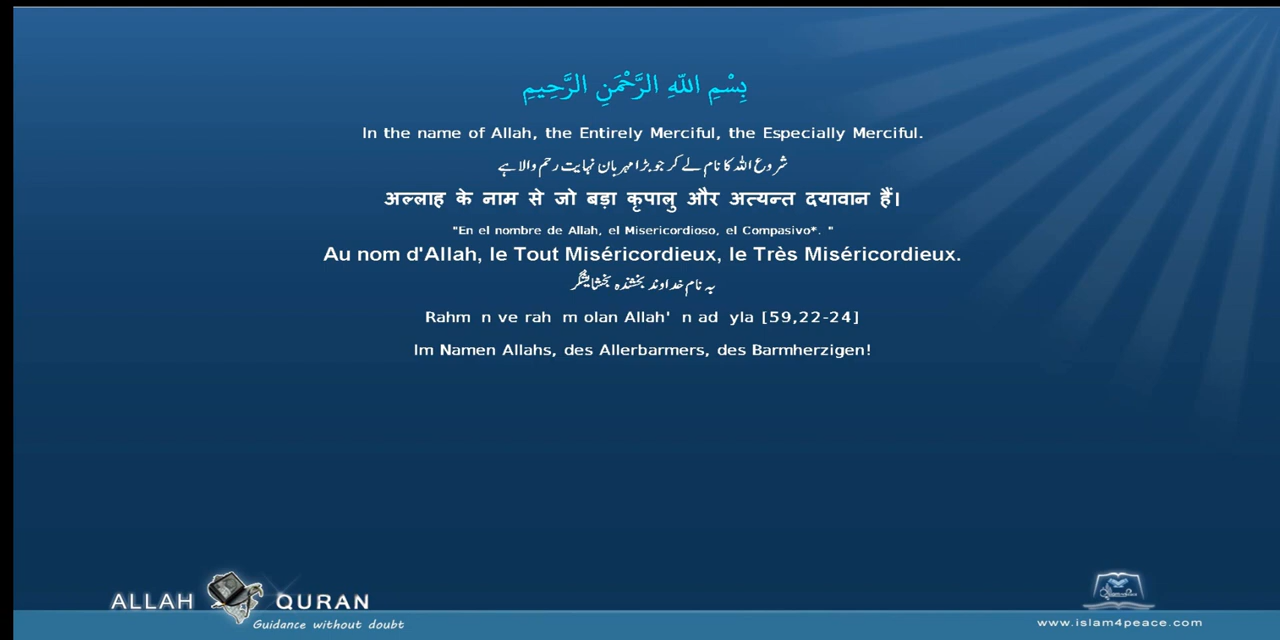 بِسْمِ اللّٰهِ الرَّحْمَنِ الرَّحِيمِ
In the name of Allah, the Entirely Merciful, the Especially Merciful.
شروع الله کا نام لے کر جو بڑا مہربان نہایت رحم والا ہے
अल्लाह के नाम से जो बड़ा कृपालु और अत्यन्त दयावान हैं।
"En el nombre de Allah, el Misericordioso, el Compasivo*. "
Au nom d'Allah, le Tout Miséricordieux, le Très Miséricordieux.
به نام خداوند بخشنده بخشایشگر
Rahm n ve rah m olan Allah' n ad yla [59,22-24]
Im Namen Allahs, des Allerbarmers, des Barmherzigen!
ALLAH QURAN
Guidance without doubt
www.islam4peace.com